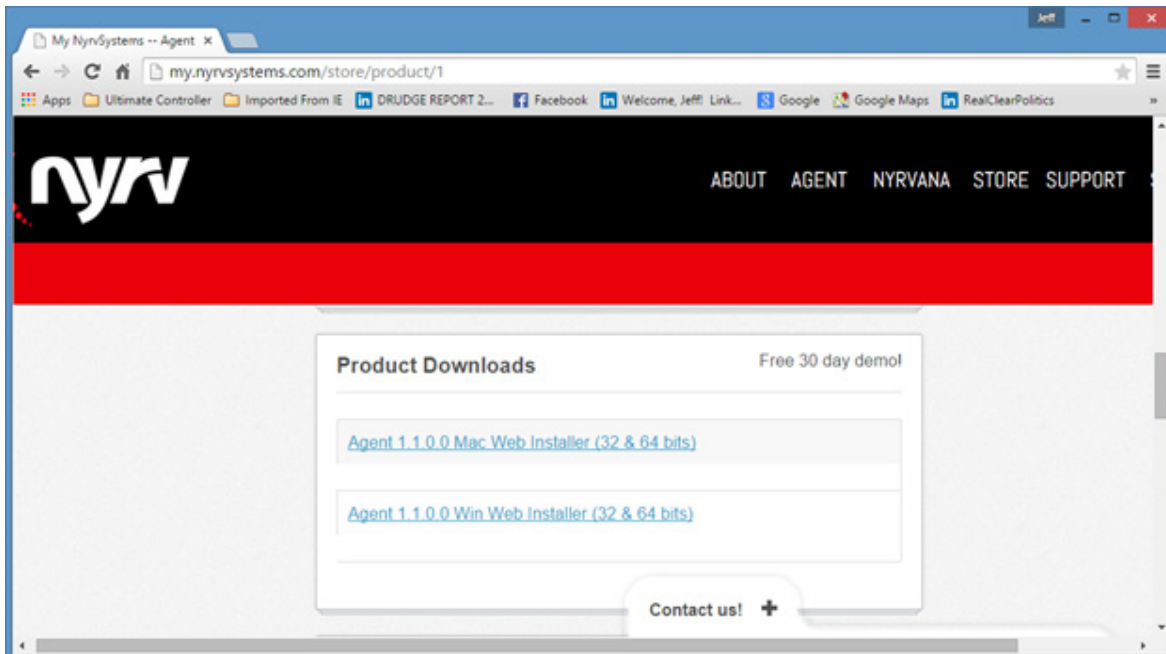 Jeff
My NyrvSystems -- Agent
my.nyrvsystems.com/store/product/1
Apps Ultimate Controller Imported From IE DRUDGE REPORT 2... Facebook Welcome, Jeff! Link... Google Google Maps RealClearPolitics
nyrv
ABOUT AGENT NYRVANA STORE SUPPORT
Product Downloads Free 30 day demo!
Agent 1.1.0.0 Mac Web Installer (32 & 64 bits)
Agent 1.1.0.0 Win Web Installer (32 & 64 bits)
Contact us! +